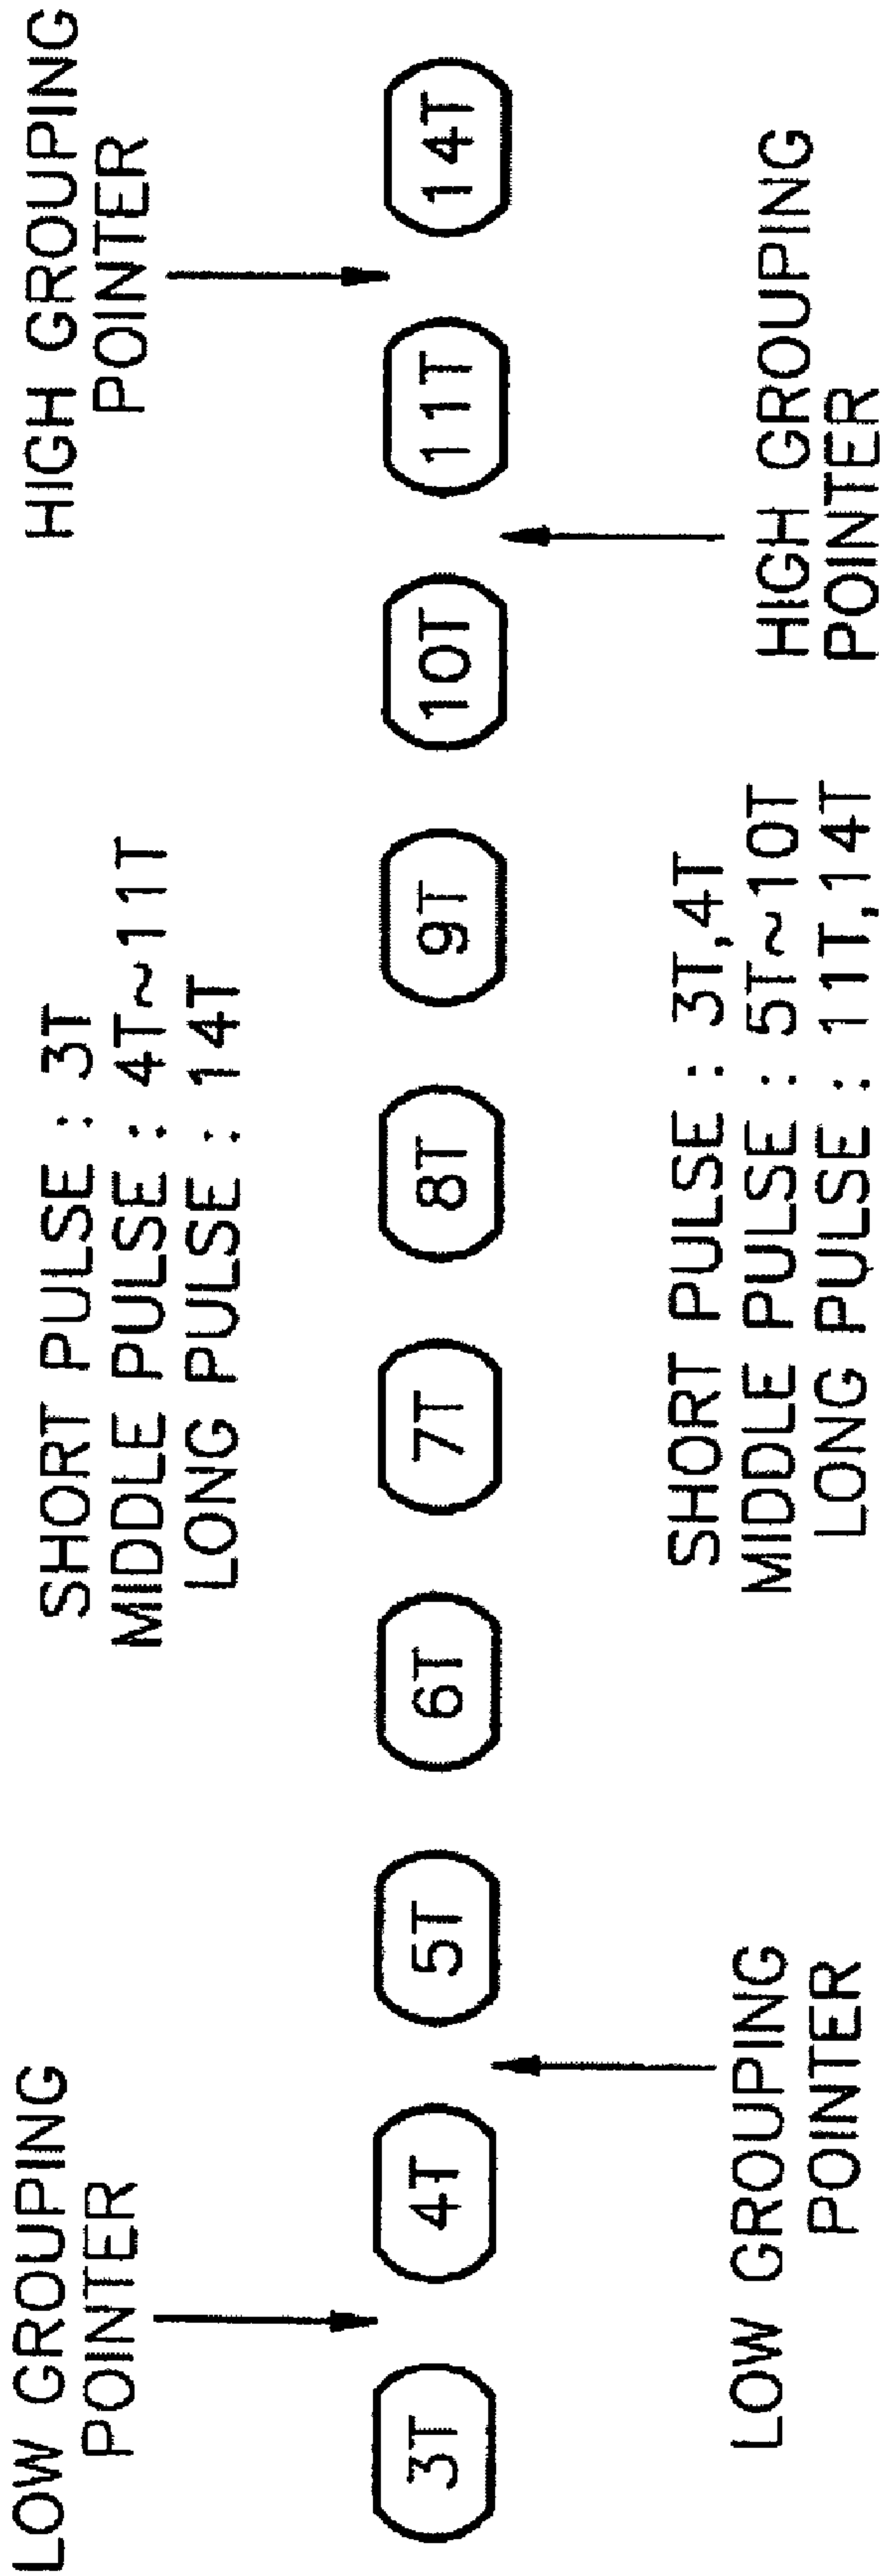 LOW GROUPING
POINTER
SHORT PULSE : 3T
MIDDLE PULSE : 4T~11T
LONG PULSE : 14T
HIGH GROUPING
POINTER
3T
4T
5T
6T
7T
8T
9T
10T
11T
14T
LOW GROUPING
POINTER
SHORT PULSE : 3T,4T
MIDDLE PULSE : 5T~10T
LONG PULSE : 11T,14T
HIGH GROUPING
POINTER